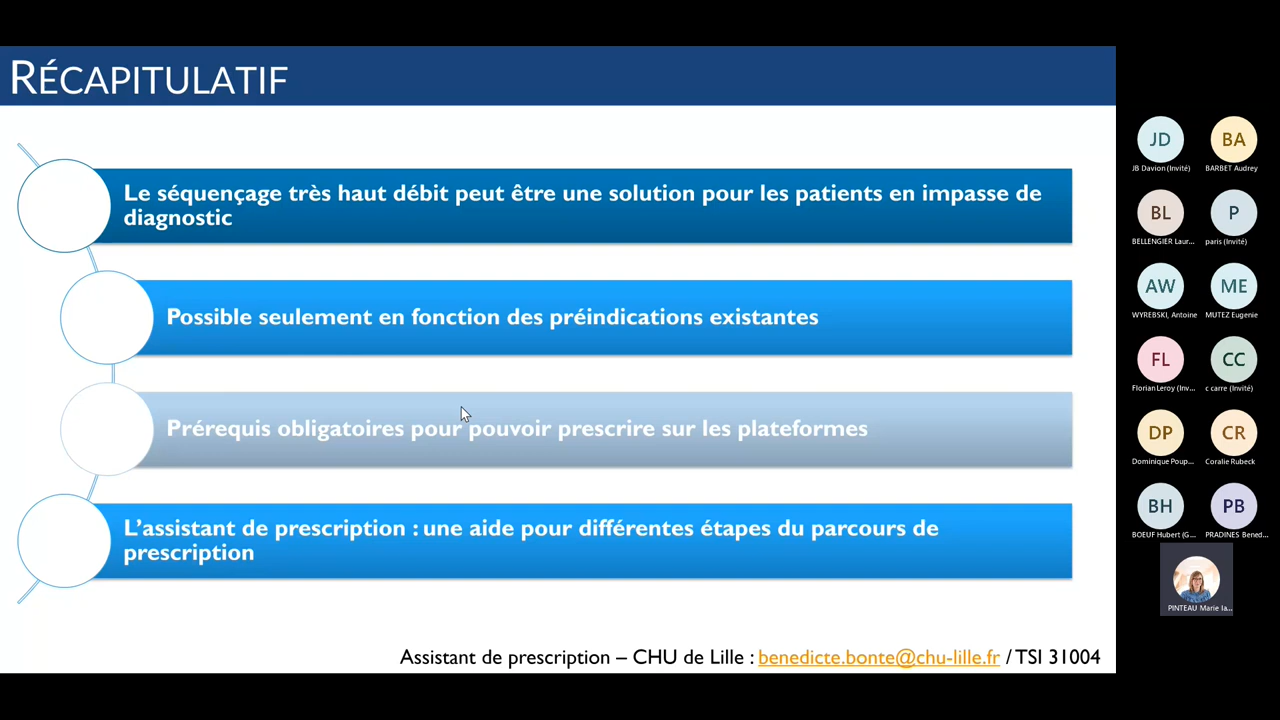 RÉCAPITULATIF
Le séquençage très haut débit peut être une solution pour les patients en impasse de
diagnostic
Possible seulement en fonction des préindications existantes
Prérequis obligatoires pour pouvoir prescrire sur les plateformes
L'assistant de prescription : une aide pour différentes étapes du parcours de
prescription
Assistant de prescription – CHU de Lille : benedicte.bonte@chu-lille.fr / TSI 31004
JD
BA
JB Davion (Invité)
BARBET Audrey
BL
P
BELLENGIER Laur...
paris (Invité)
AW
ME
WYREBSKI, Antoine
MUTEZ Eugenie
FL
CC
Florian Leroy (Inv...
c carre (Invité)
DP
CR
Dominique Poup...
Coralie Rubeck
BH
PB
BOEUF Hubert (G...
PRADINES Bened...
PINTEAU Marie la...